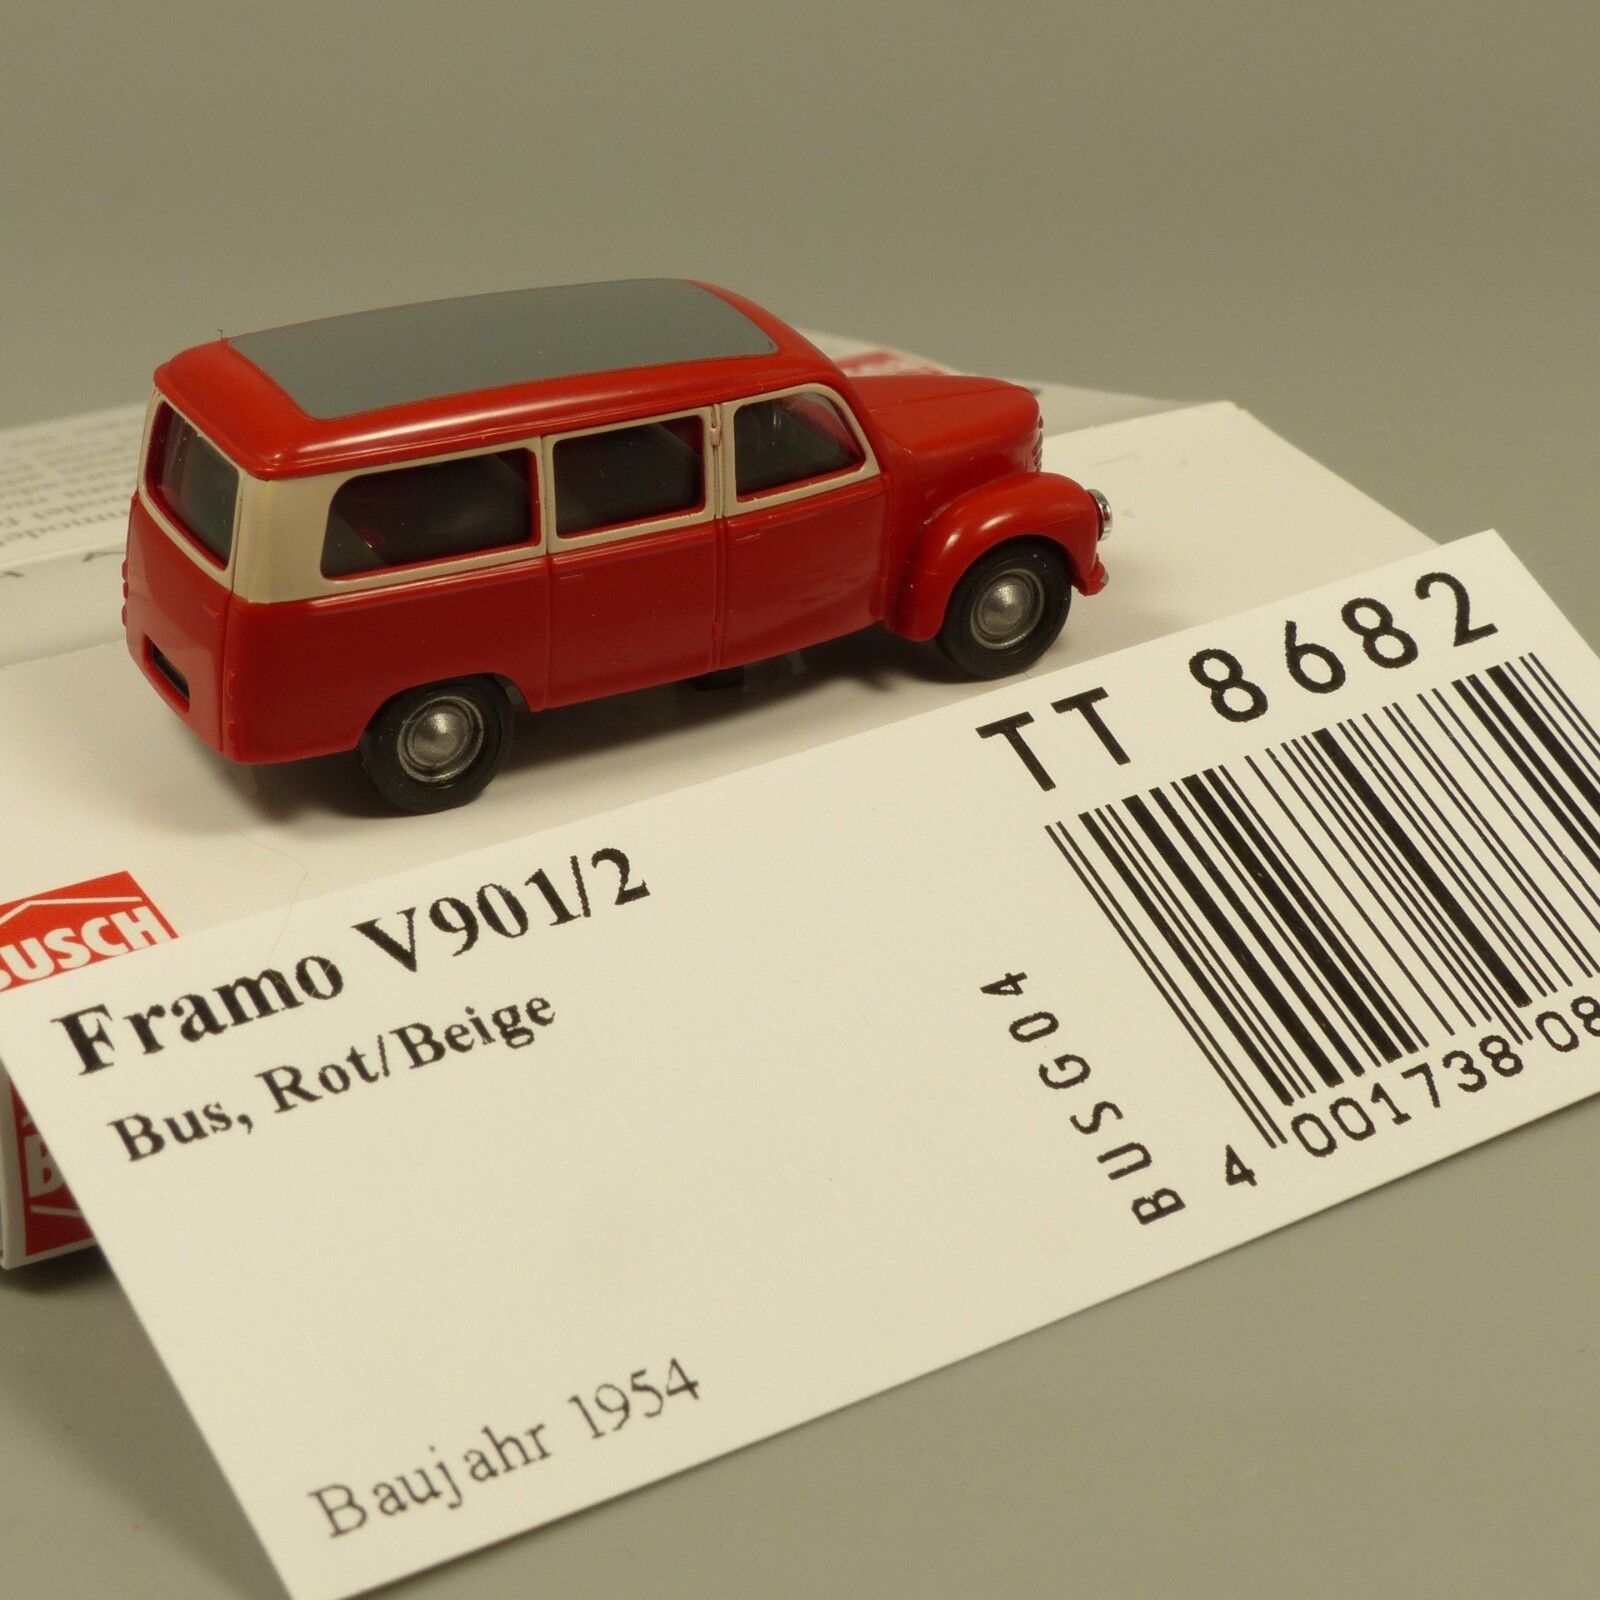 BUSCH
TT 8682
Framo V901/2
Bus, Rot/Beige
BUSG04
4 001738 08
Baujahr 1954